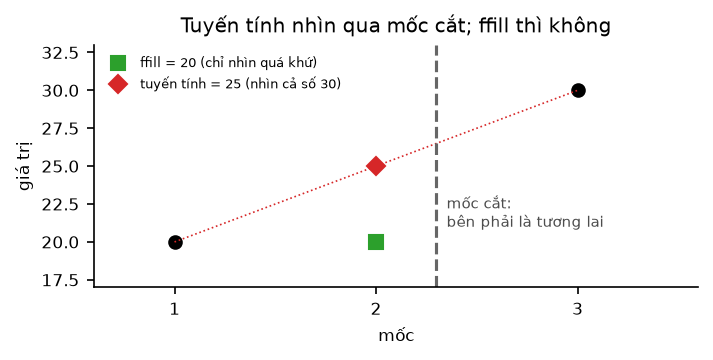 Tuyến tính nhìn qua mốc cắt; ffill thì không
ffill = 20 (chỉ nhìn quá khứ)
tuyến tính = 25 (nhìn cả số 30)
giá trị
32.5
30.0
27.5
25.0
22.5
20.0
17.5
mốc cắt:
bên phải là tương lai
1
2
3
mốc